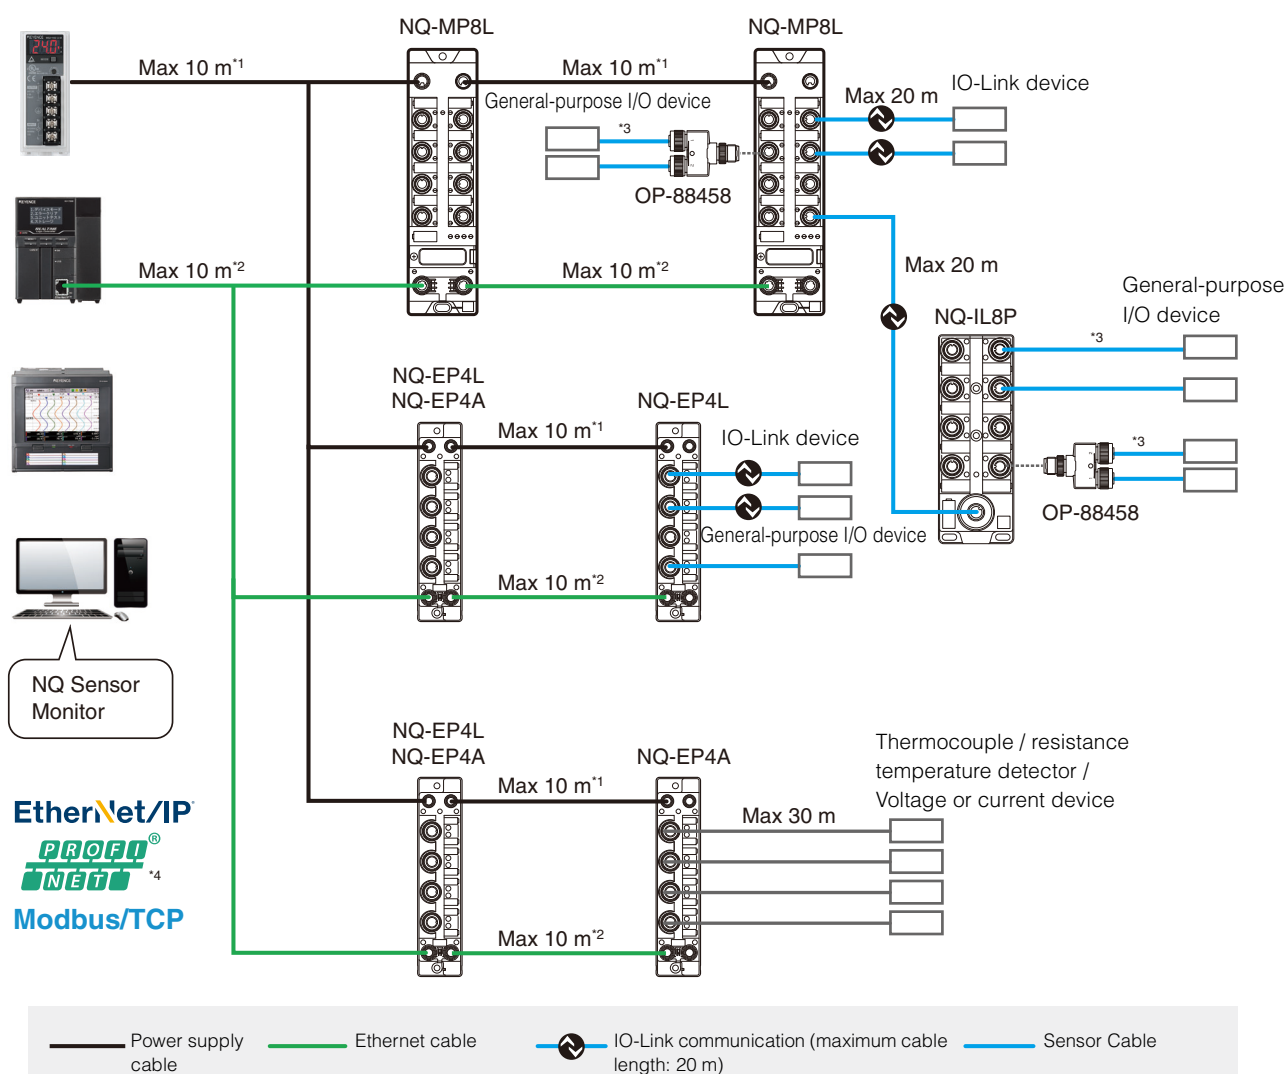 NQ-MP8L
NQ-MP8L
24.0
KEYENCE
Max 10 m*1
Max 10 m*1
Max 20 m
IO-Link device
General-purpose I/O device
*3
OP-88458
KEYENCE
Max 10 m*2
Max 10 m*2
Max 20 m
General-purpose
I/O device
NQ-IL8P
*3
KEYENCE
NQ-EP4L
NQ-EP4A
NQ-EP4L
Max 10 m*1
IO-Link device
*3
OP-88458
General-purpose I/O device
Max 10 m*2
NQ Sensor
Monitor
NQ-EP4L
NQ-EP4A
NQ-EP4A
Max 10 m*1
Thermocouple / resistance
temperature detector /
Voltage or current device
Max 30 m
EtherNet/IP
PROFI®
NET *4
Modbus/TCP
Max 10 m*2
Power supply
cable
Ethernet cable
IO-Link communication (maximum cable
length: 20 m)
Sensor Cable